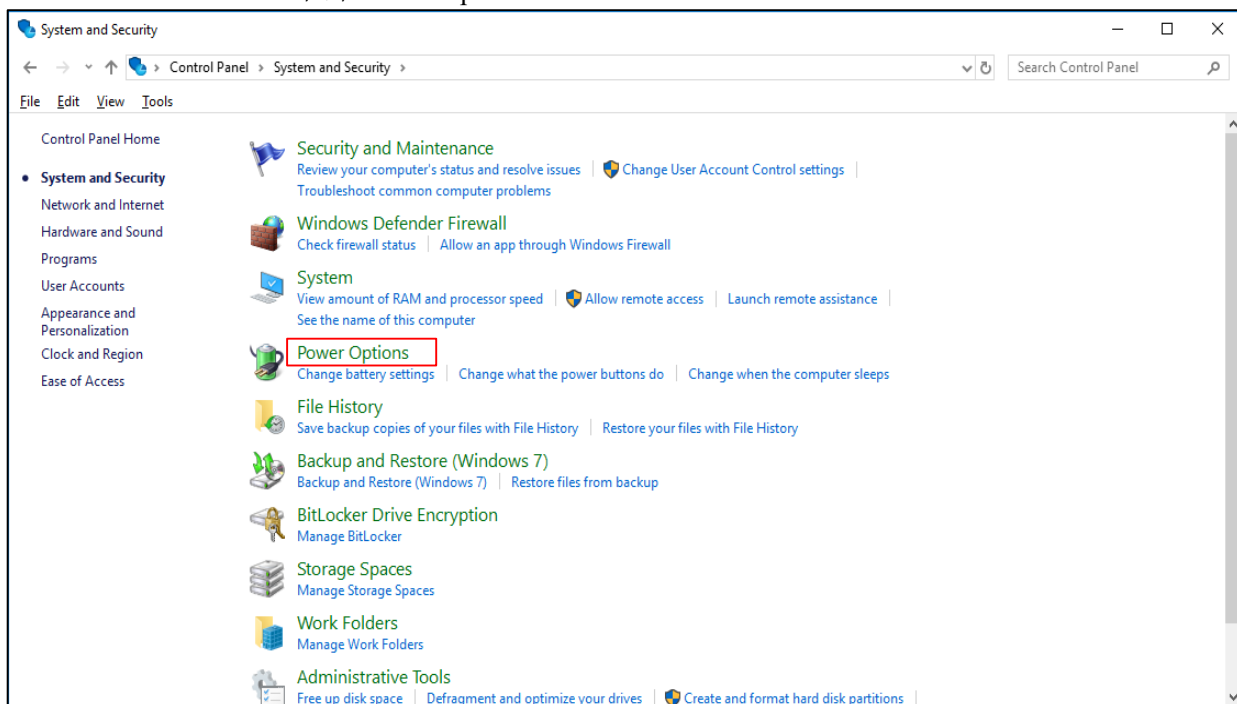 System and Security
Control Panel > System and Security >
Search Control Panel
File Edit View Tools
Control Panel Home
System and Security
Network and Internet
Hardware and Sound
Programs
User Accounts
Appearance and
Personalization
Clock and Region
Ease of Access
Security and Maintenance
Review your computer's status and resolve issues
Change User Account Control settings
Troubleshoot common computer problems
Windows Defender Firewall
Check firewall status
Allow an app through Windows Firewall
System
View amount of RAM and processor speed
Allow remote access
Launch remote assistance
See the name of this computer
Power Options
Change battery settings
Change what the power buttons do
Change when the computer sleeps
File History
Save backup copies of your files with File History
Restore your files with File History
Backup and Restore (Windows 7)
Backup and Restore (Windows 7)
Restore files from backup
BitLocker Drive Encryption
Manage BitLocker
Storage Spaces
Manage Storage Spaces
Work Folders
Manage Work Folders
Administrative Tools
Free up disk space
Defragment and optimize your drives
Create and format hard disk partitions